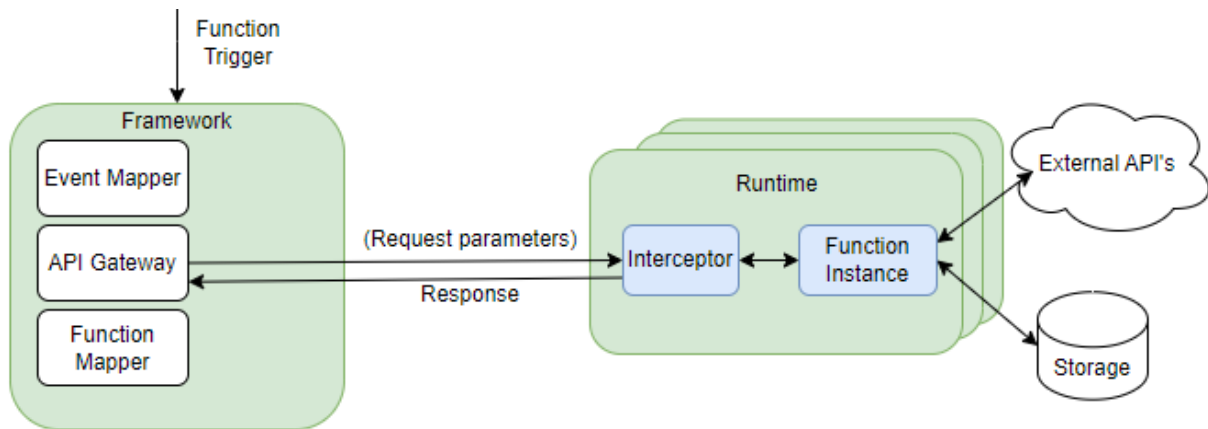 Function
Trigger
Framework
Event Mapper
API Gateway
Function
Mapper
(Request parameters)
Response
Runtime
Interceptor
Function
Instance
External API's
Storage